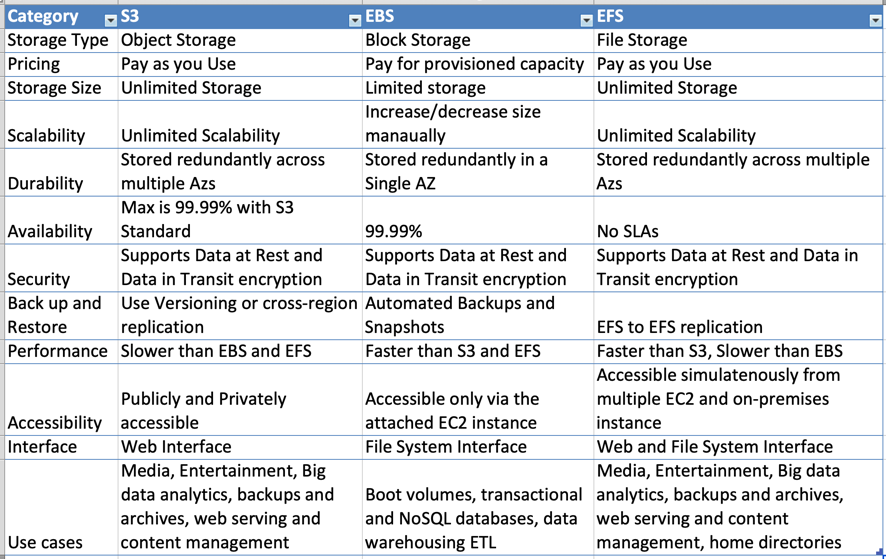 Category S3 EBS EFS
Storage Type Object Storage Block Storage File Storage
Pricing Pay as you Use Pay for provisioned capacity Pay as you Use
Storage Size Unlimited Storage Limited storage Unlimited Storage
Increase/decrease size
Scalability Unlimited Scalability manaually Unlimited Scalability
Stored redundantly across Stored redundantly in a Stored redundantly across multiple
Durability multiple Azs Single AZ Azs
Max is 99.99% with S3
Availability Standard 99.99% No SLAs
Supports Data at Rest and Supports Data at Rest and Supports Data at Rest and Data in
Security Data in Transit encryption Data in Transit encryption Transit encryption
Back up and Use Versioning or cross-region Automated Backups and
Restore replication Snapshots EFS to EFS replication
Performance Slower than EBS and EFS Faster than S3 and EFS Faster than S3, Slower than EBS
Accessible simulatenously from
Publicly and Privately Accessible only via the multiple EC2 and on-premises
Accessibility accessible attached EC2 instance instance
Interface Web Interface File System Interface Web and File System Interface
Media, Entertainment, Big Media, Entertainment, Big data
data analytics, backups and Boot volumes, transactional analytics, backups and archives,
archives, web serving and and NoSQL databases, data web serving and content
Use cases content management warehousing ETL management, home directories